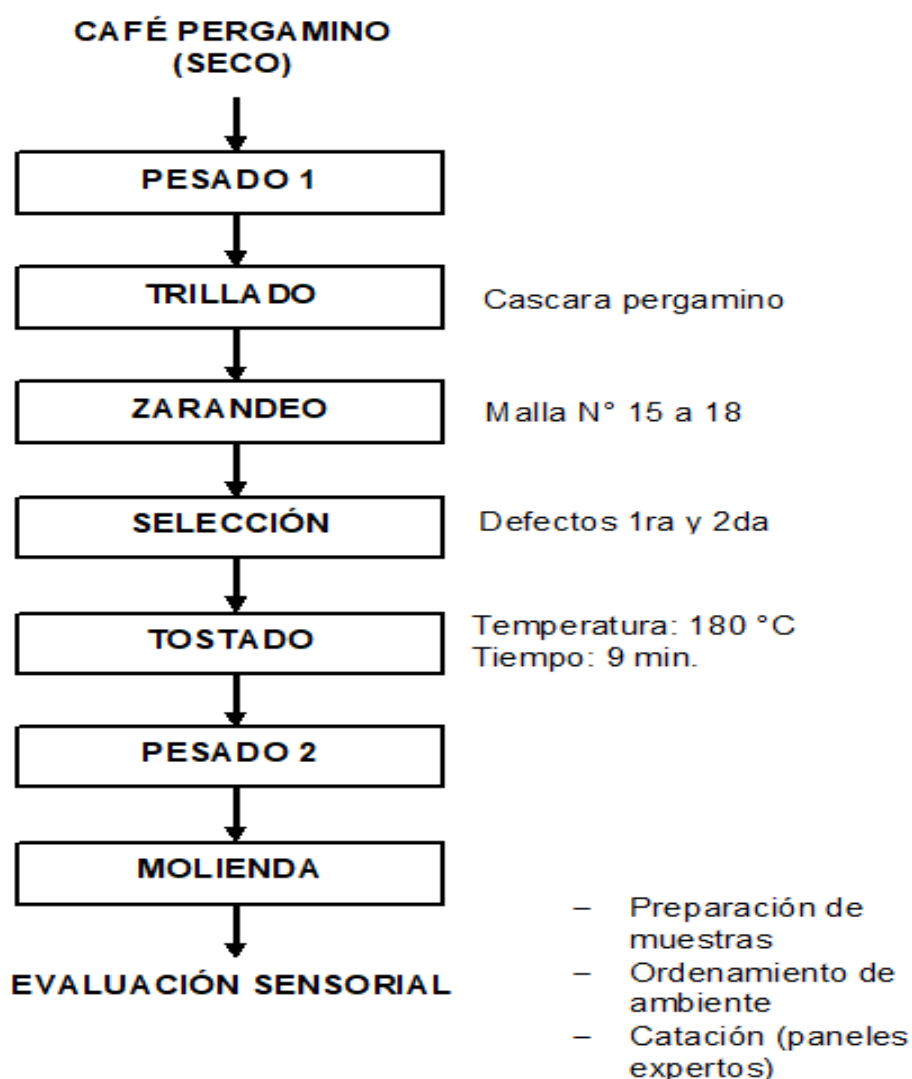 CAFÉ PERGAMINO
(SECO)
PESADO 1
TRILLADO
Cascara pergamino
ZARANDEO
Malla N° 15 a 18
SELECCIÓN
Defectos 1ra y 2da
TOSTADO
Temperatura: 180 °C
Tiempo: 9 min.
PESADO 2
MOLIENDA
EVALUACIÓN SENSORIAL
– Preparación de
muestras
– Ordenamiento de
ambiente
– Catación (paneles
expertos)